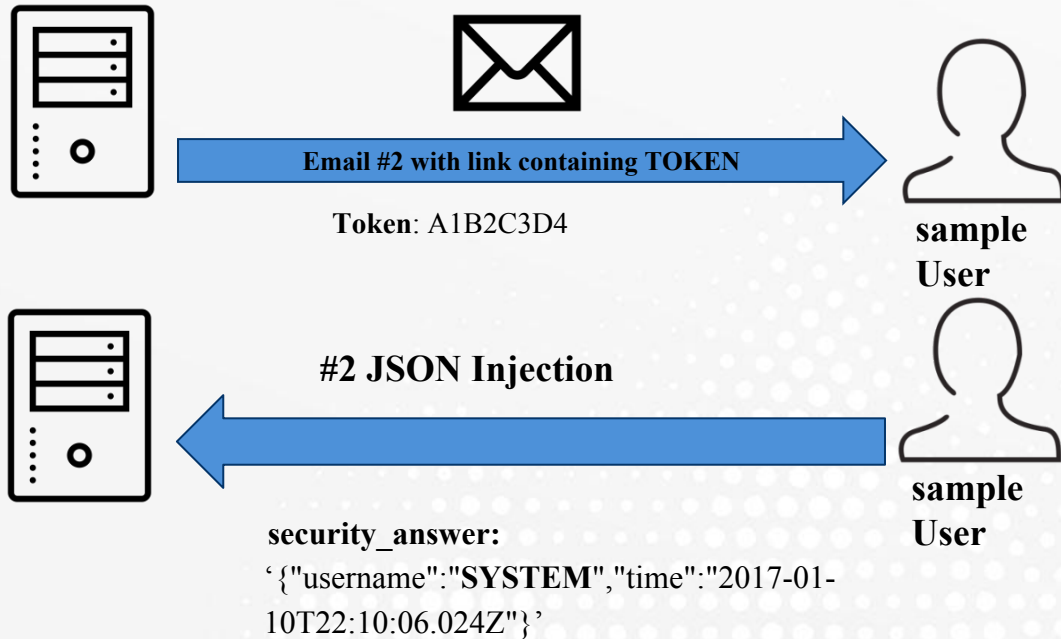 Email #2 with link containing TOKEN
Token: A1B2C3D4
sample
User
#2 JSON Injection
sample
User
security_answer:
‘{"username":"SYSTEM","time":"2017-01-
10T22:10:06.024Z"}’